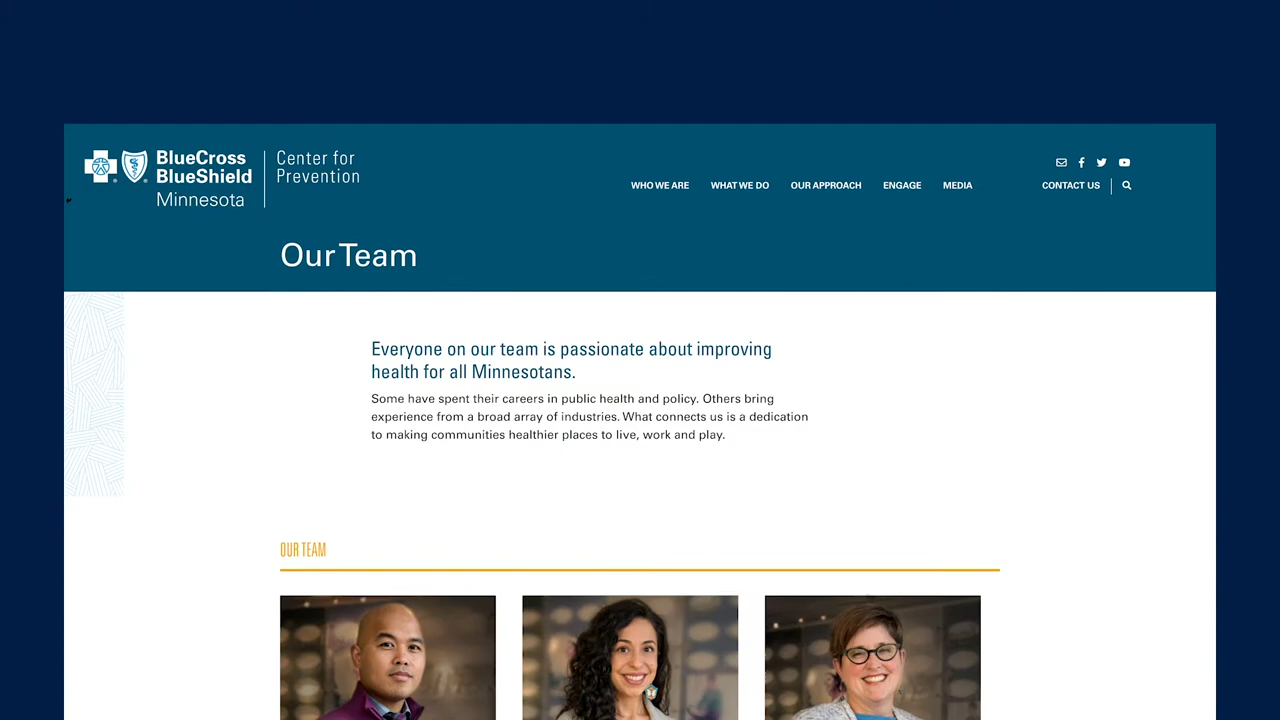 BlueCross
BlueShield
Minnesota
Center for
Prevention
WHO WE ARE
WHAT WE DO
OUR APPROACH
ENGAGE
MEDIA
CONTACT US
Our Team
Everyone on our team is passionate about improving
health for all Minnesotans.
Some have spent their careers in public health and policy. Others bring
experience from a broad array of industries. What connects us is a dedication
to making communities healthier places to live, work and play.
OUR TEAM